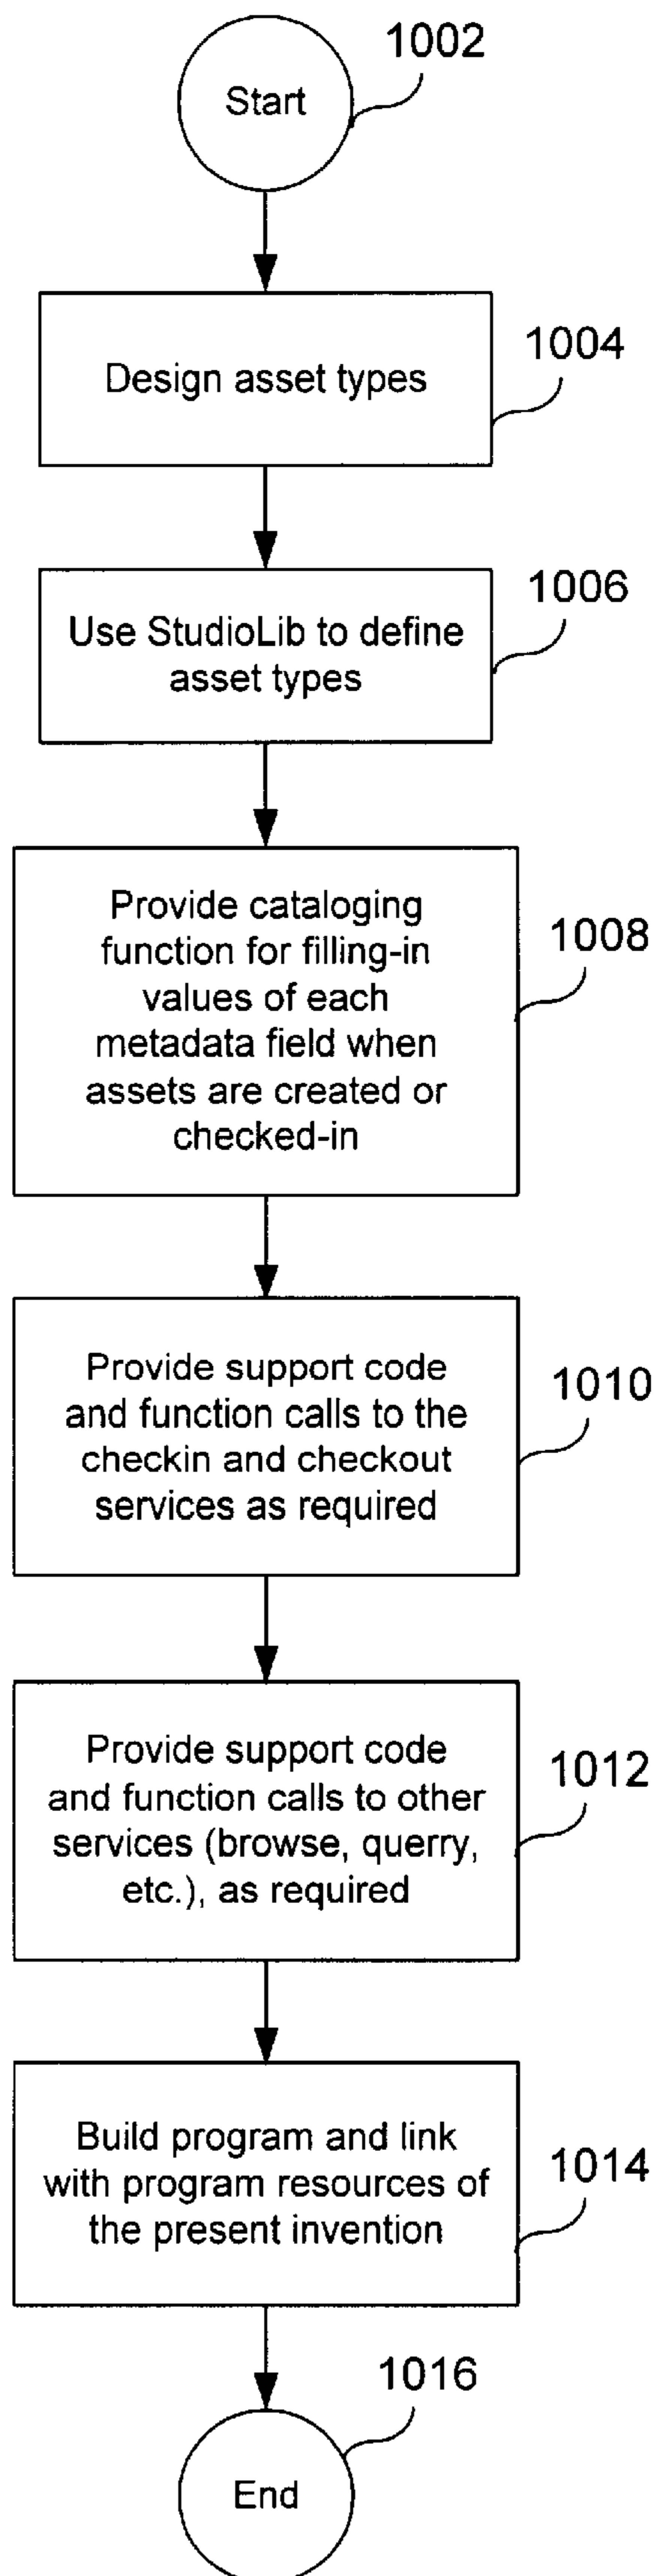 1002
Start
1004
Design asset types
1006
Use StudioLib to define
asset types
1008
Provide cataloging
function for filling-in
values of each
metadata field when
assets are created or
checked-in
1010
Provide support code
and function calls to the
checkin and checkout
services as required
1012
Provide support code
and function calls to other
services (browse, querry,
etc.), as required
1014
Build program and link
with program resources of
the present invention
1016
End